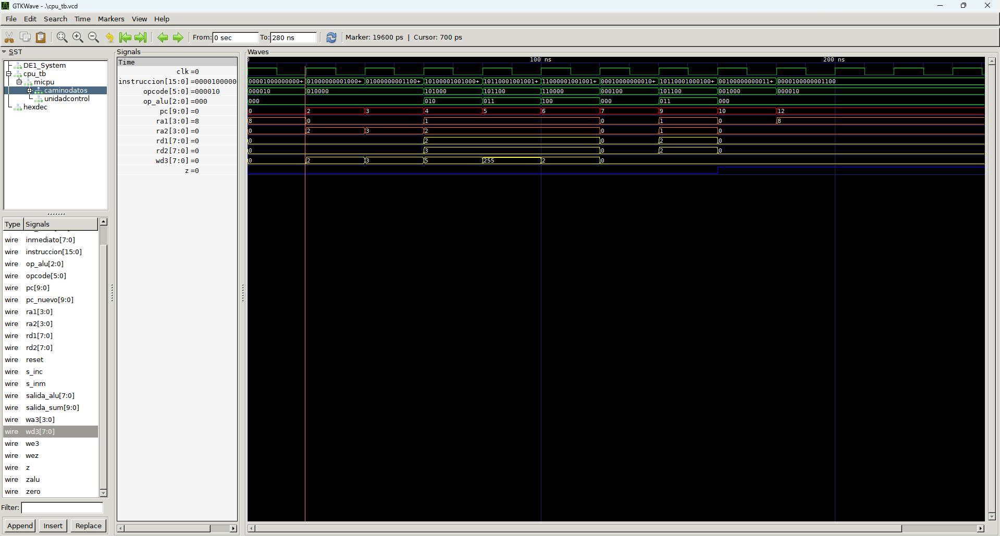 GTKWave - .\cpu_tb.vcd
File Edit Search Time Markers View Help
From: 0 sec To: 280 ns Marker: 19600 ps | Cursor: 700 ps
SST
DE1_System
cpu_tb
micpu
caminodatos
unidadcontrol
hexdec
Type Signals
wire inmediato[7:0]
wire instruccion[15:0]
wire op_alu[2:0]
wire opcode[5:0]
wire pc[9:0]
wire pc_nuevo[9:0]
wire ra1[3:0]
wire ra2[3:0]
wire rd1[7:0]
wire rd2[7:0]
wire reset
wire s_inc
wire s_inm
wire salida_alu[7:0]
wire salida_sum[9:0]
wire wa3[3:0]
wire wd3[7:0]
wire we3
wire wez
wire z
wire zalu
wire zero
Filter:
Append Insert Replace
Signals
Time
clk =0
instruccion[15:0] =0000100000
opcode[5:0] =000010
op_alu[2:0] =000
pc[9:0] =0
ra1[3:0] =8
ra2[3:0] =0
rd1[7:0] =0
rd2[7:0] =0
wd3[7:0] =0
z =0
Waves
0 100 ns 200 ns
00001000000000+ 01000000001000+ 01000000001100+ 10100001001000+ 10110001001001+ 11000001001001+ 00010000000010+ 10110001000100+ 00100000000011+ 0000100000001100
000010 010000 101000 101100 110000 000100 101100 001000 000010
000 010 011 100 000 011 000
0 2 3 4 5 6 7 9 10 12
8 0 1 0 1 0 8
0 2 3 2 0 1 0
0 2 0 2 0
0 3 0 2 0
0 2 3 5 255 2 0